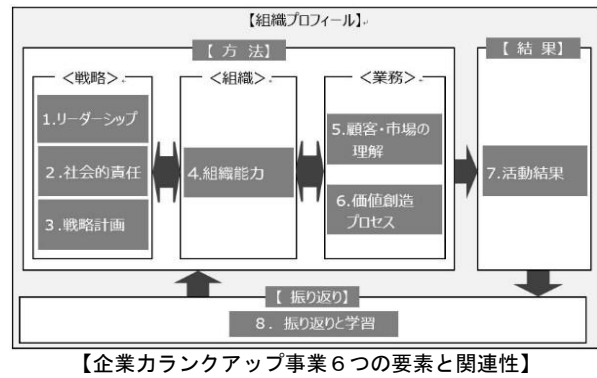 【組織プロフィール】
【 方 法】
【 結 果】
<戦略>
1.リーダーシップ
2.社会的責任
3.戦略計画
<組織>
4.組織能力
<業務>
5.顧客・市場の
理解
6.価値創造
プロセス
7.活動結果
【 振り返り】
8. 振り返りと学習
【企業力ランクアップ事業6つの要素と関連性】